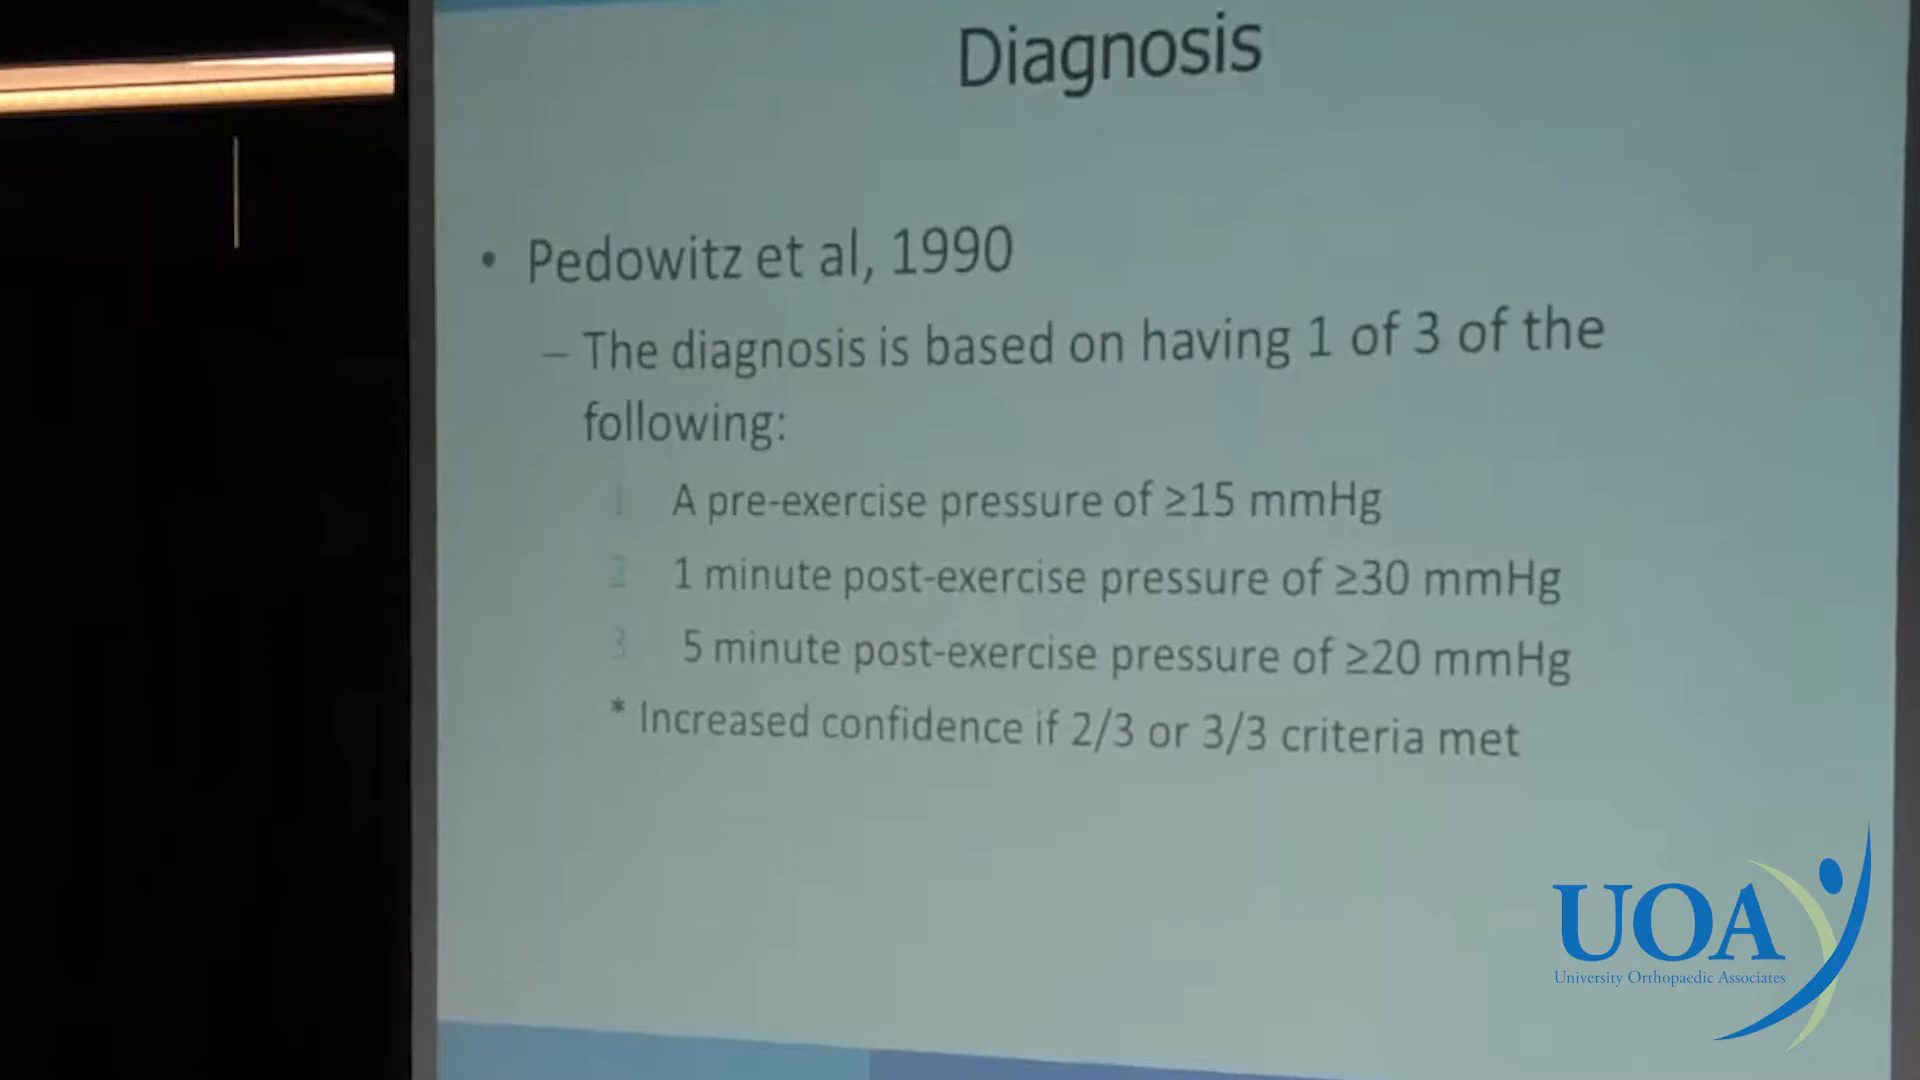 Diagnosis
• Pedowitz et al, 1990
– The diagnosis is based on having 1 of 3 of the
following:
1 A pre-exercise pressure of ≥15 mmHg
2 1 minute post-exercise pressure of ≥30 mmHg
3 5 minute post-exercise pressure of ≥20 mmHg
* Increased confidence if 2/3 or 3/3 criteria met
UOA
University Orthopaedic Associates